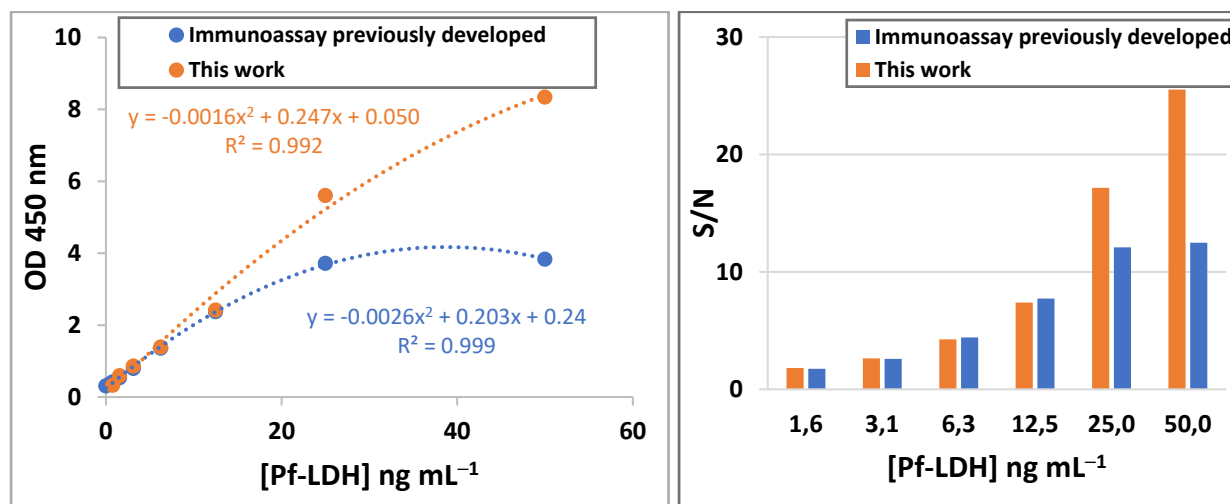 10
8
6
4
2
0
OD 450 nm
Immunoassay previously developed
This work
y = -0.0016x² + 0.247x + 0.050
R² = 0.992
y = -0.0026x² + 0.203x + 0.24
R² = 0.999
0 20 40 60
[Pf-LDH] ng mL⁻¹
30
20
10
0
S/N
Immunoassay previously developed
This work
1,6 3,1 6,3 12,5 25,0 50,0
[Pf-LDH] ng mL⁻¹